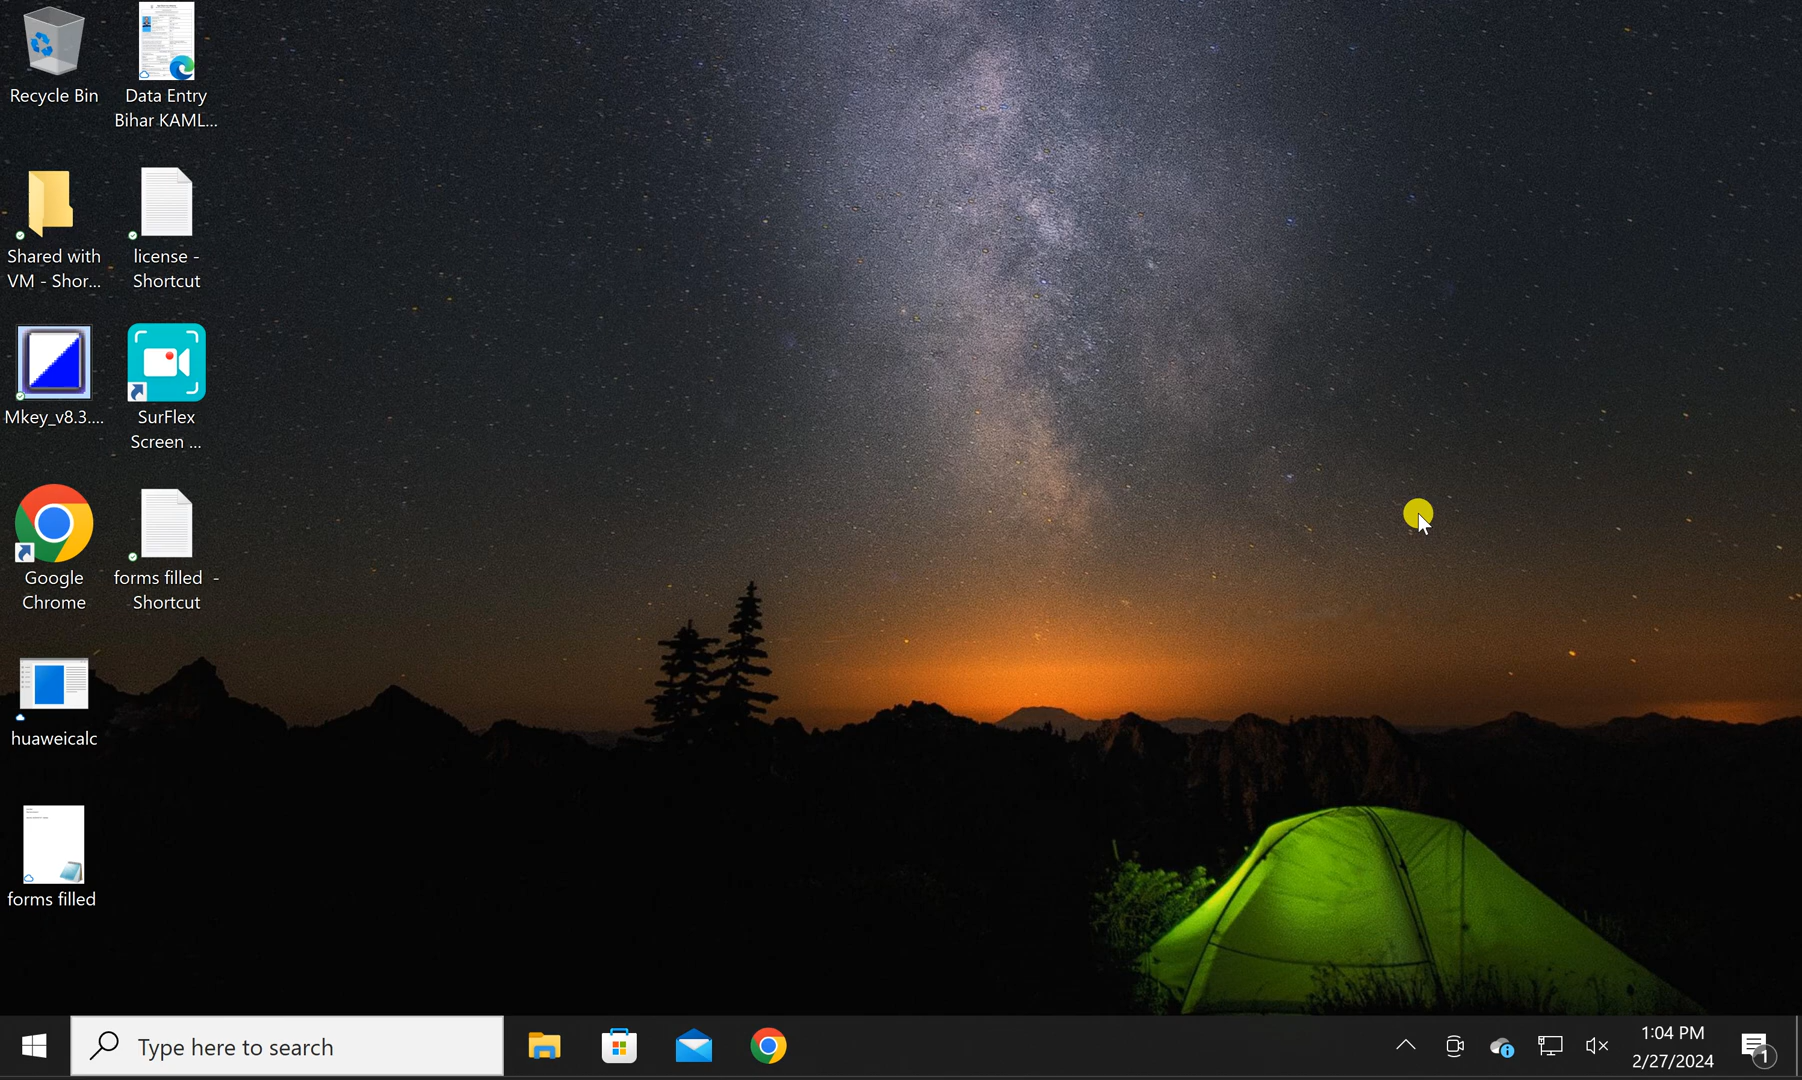 Recycle Bin
Data Entry
Bihar KAML...
Shared with
VM - Shor...
license -
Shortcut
Mkey_v8.3....
SurFlex
Screen ...
Google
Chrome
forms filled -
Shortcut
huaweicalc
forms filled
Type here to search
1:04 PM
2/27/2024
1